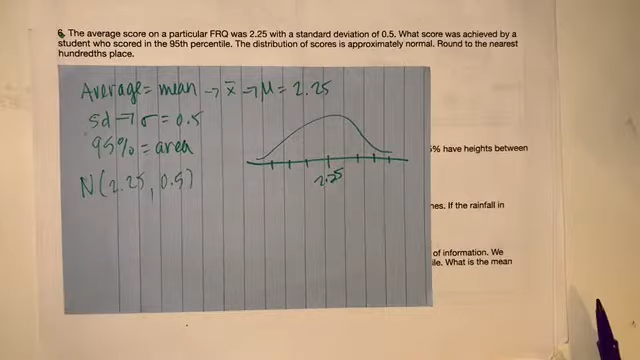 6. The average score on a particular FRQ was 2.25 with a standard deviation of 0.5. What score was achieved by a
student who scored in the 95th percentile. The distribution of scores is approximately normal. Round to the nearest
hundredths place.
Average = mean → x̄ → μ = 2.25
sd → σ = 0.5
95% = area
N(2.25, 0.5)
2.25
% have heights between
nes. If the rainfall in
of information. We
ile. What is the mean